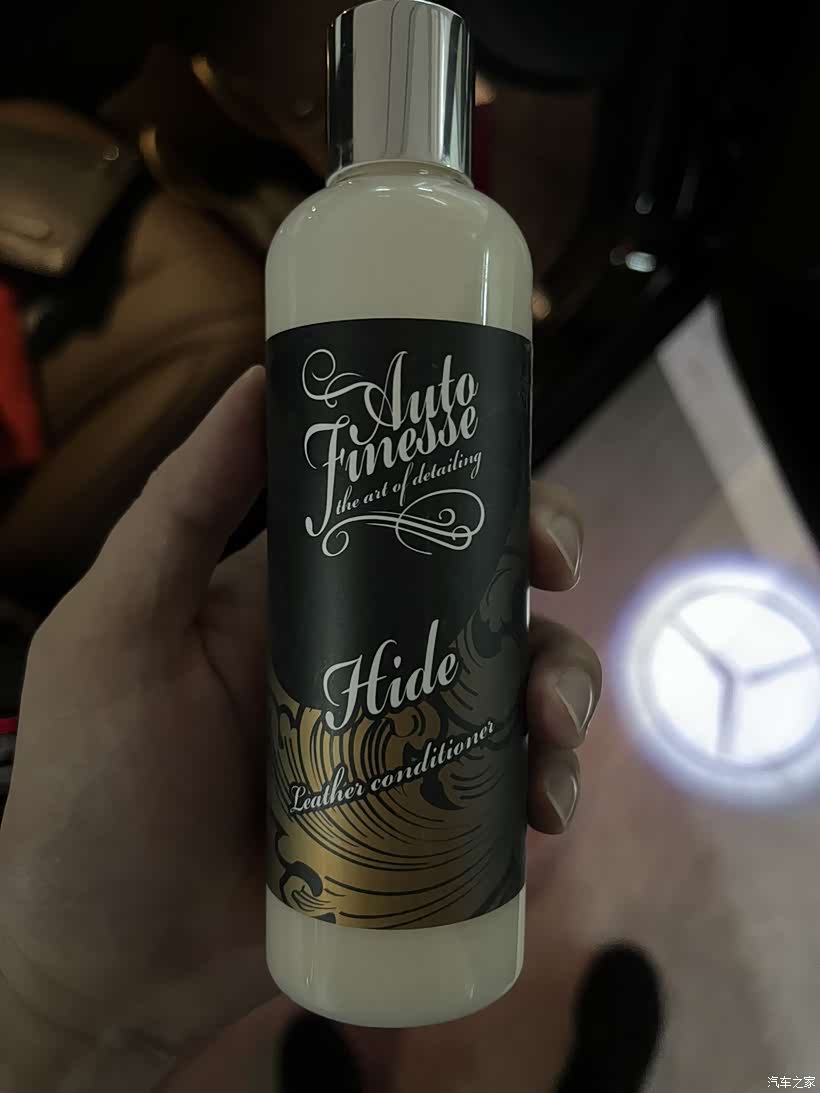 Auto
Finesse
the art of detailing
Hide
Leather conditioner
汽车之家